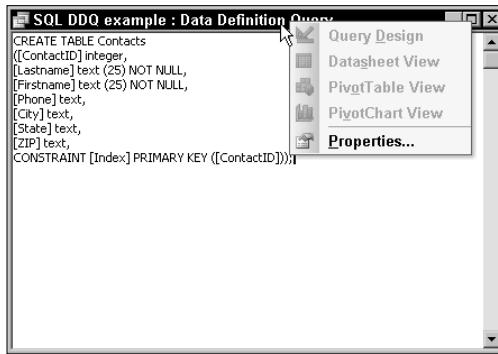 SQL DDQ example : Data Definition Query
CREATE TABLE Contacts
([ContactID] integer,
[Lastname] text (25) NOT NULL,
[Firstname] text (25) NOT NULL,
[Phone] text,
[City] text,
[State] text,
[ZIP] text,
CONSTRAINT [Index] PRIMARY KEY ([ContactID]));
Query Design
Datasheet View
PivotTable View
PivotChart View
Properties...